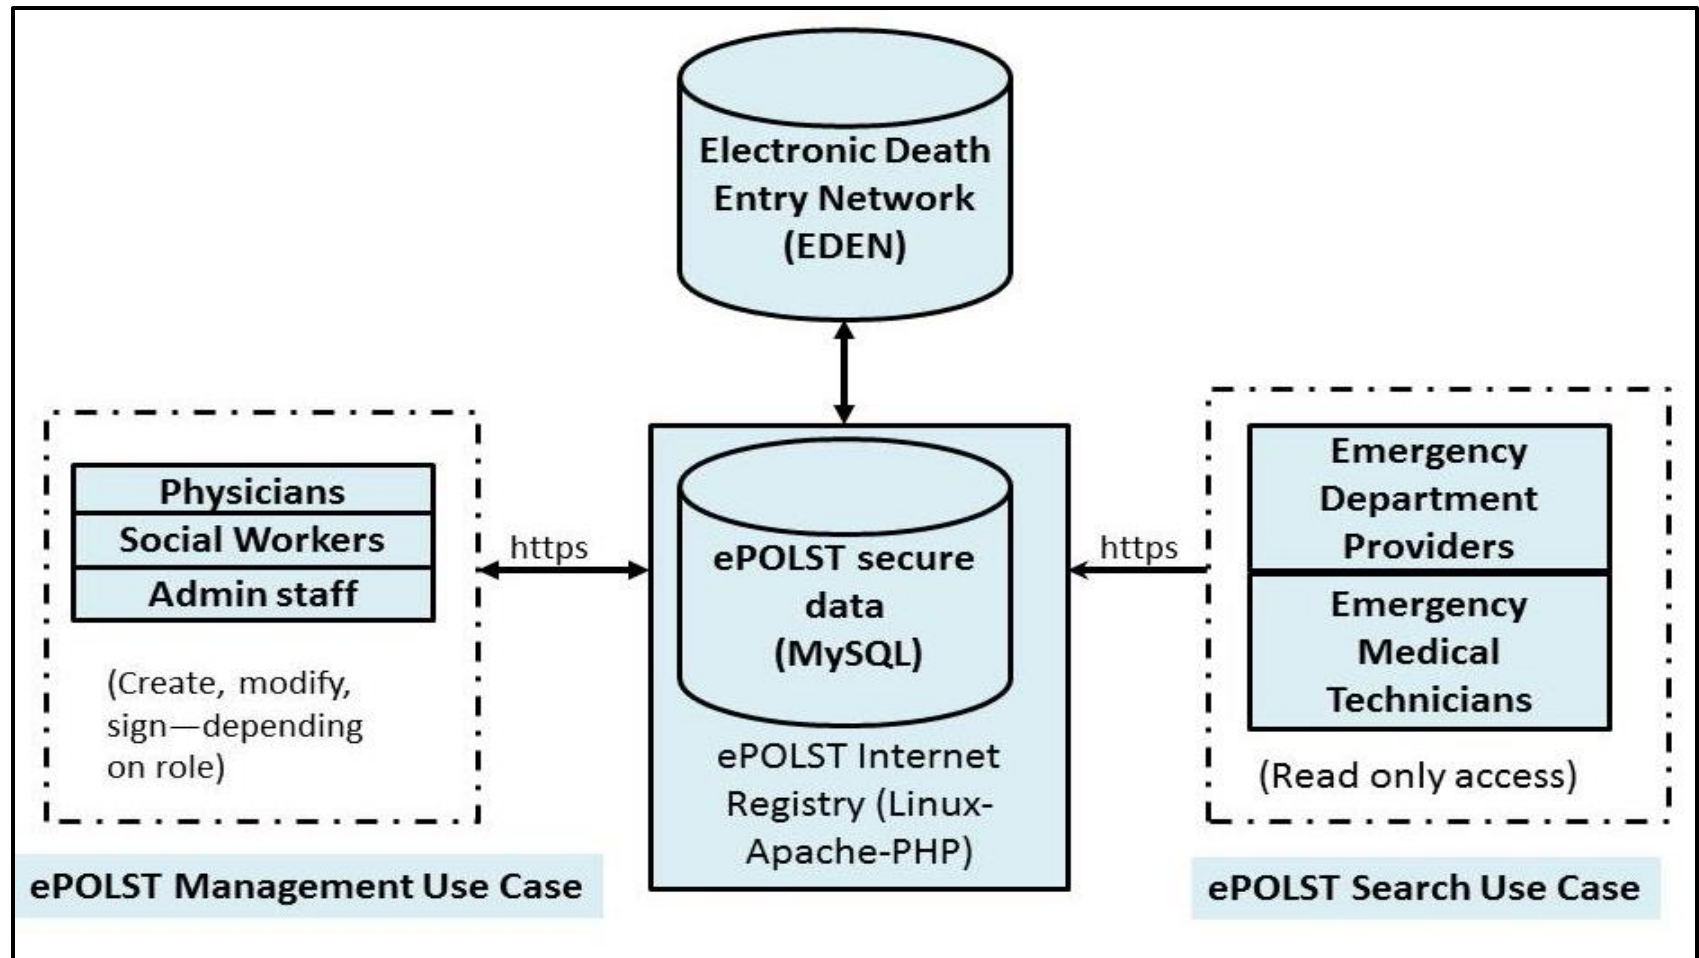 Electronic Death
Entry Network
(EDEN)
Physicians
Social Workers
Admin staff
(Create, modify,
sign—depending
on role)
ePOLST Management Use Case
https
ePOLST secure
data
(MySQL)
ePOLST Internet
Registry (Linux-
Apache-PHP)
https
Emergency
Department
Providers
Emergency
Medical
Technicians
(Read only access)
ePOLST Search Use Case